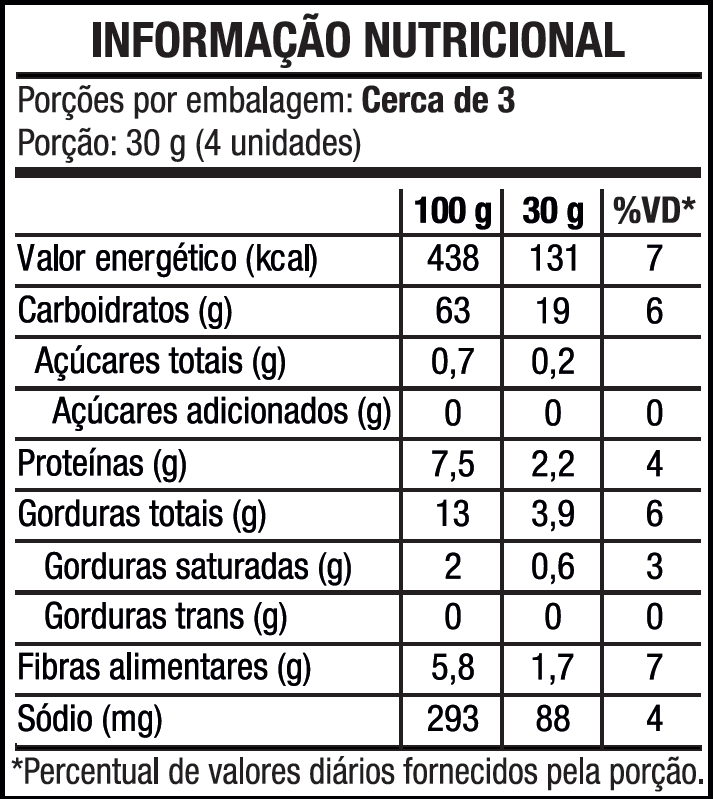 INFORMAÇÃO NUTRICIONAL
Porções por embalagem: Cerca de 3
Porção: 30 g (4 unidades)
100 g 30 g %VD*
Valor energético (kcal) 438 131 7
Carboidratos (g) 63 19 6
Açúcares totais (g) 0,7 0,2
Açúcares adicionados (g) 0 0 0
Proteínas (g) 7,5 2,2 4
Gorduras totais (g) 13 3,9 6
Gorduras saturadas (g) 2 0,6 3
Gorduras trans (g) 0 0 0
Fibras alimentares (g) 5,8 1,7 7
Sódio (mg) 293 88 4
*Percentual de valores diários fornecidos pela porção.